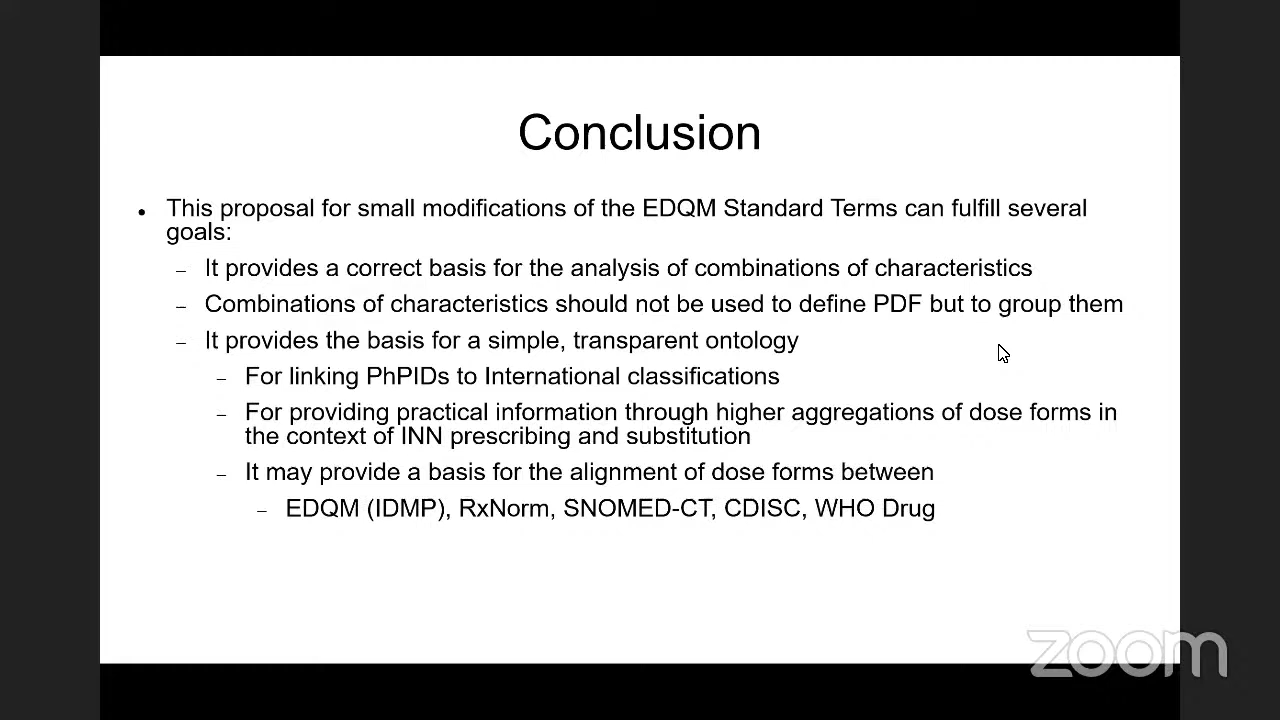 Conclusion
• This proposal for small modifications of the EDQM Standard Terms can fulfill several
goals:
– It provides a correct basis for the analysis of combinations of characteristics
– Combinations of characteristics should not be used to define PDF but to group them
– It provides the basis for a simple, transparent ontology
– For linking PhPIDs to International classifications
– For providing practical information through higher aggregations of dose forms in
the context of INN prescribing and substitution
– It may provide a basis for the alignment of dose forms between
– EDQM (IDMP), RxNorm, SNOMED-CT, CDISC, WHO Drug
zoom